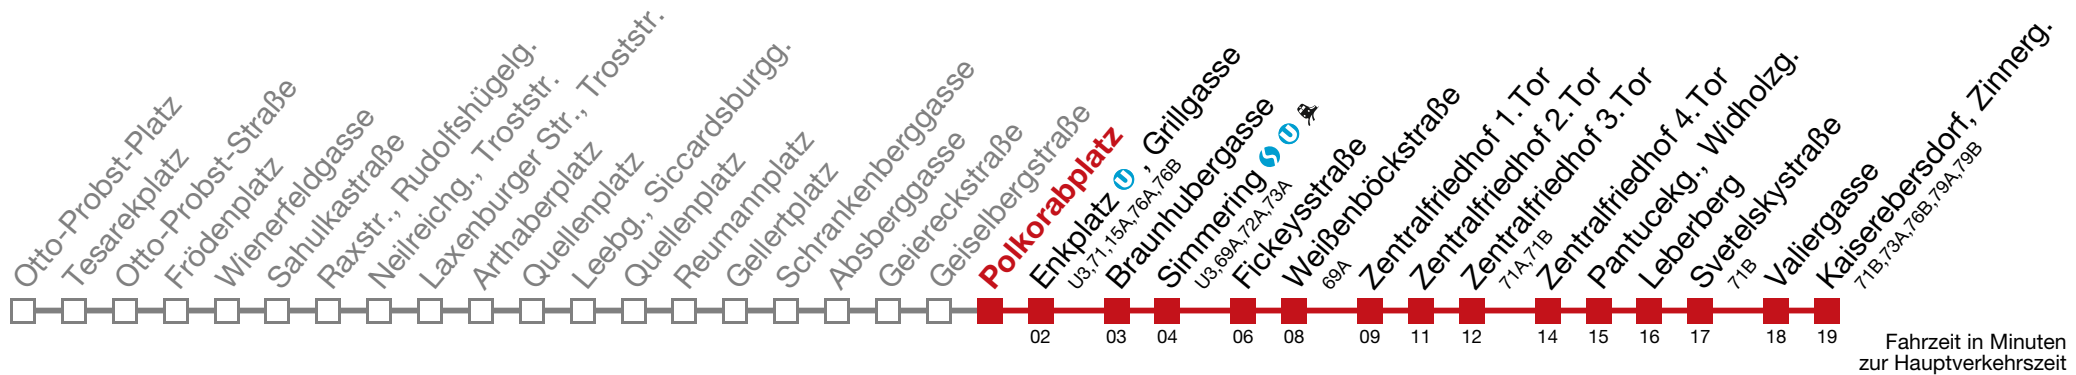 Otto-Probst-Platz
Tesarekplatz
Otto-Probst-Straße
Frödenplatz
Wienerfeldgasse
Sahulkastraße
Raxstr., Rudolfshügelg.
Neilreichg., Troststr.
Laxenburger Str., Troststr.
Arthaberplatz
Quellenplatz
Leebg., Siccardsburgg.
Quellenplatz
Reumannplatz
Gellertplatz
Schrankenberggasse
Absberggasse
Geiereckstraße
Geiselbergstraße
Polkorabplatz
Enkplatz U, Grillgasse
U3,71,15A,76A,76B
Braunhubergasse
Simmering S U
U3,69A,72A,73A
Fickeysstraße
Weißenböckstraße
69A
Zentralfriedhof 1.Tor
Zentralfriedhof 2.Tor
Zentralfriedhof 3.Tor
71A,71B
Zentralfriedhof 4.Tor
Pantucekg., Widholzg.
Leberberg
Svetelskystraße
71B
Valiergasse
Kaiserebersdorf, Zinnerg.
71B,73A,76B,79A,79B
02 03 04 06 08 09 11 12 14 15 16 17 18 19
Fahrzeit in Minuten
zur Hauptverkehrszeit